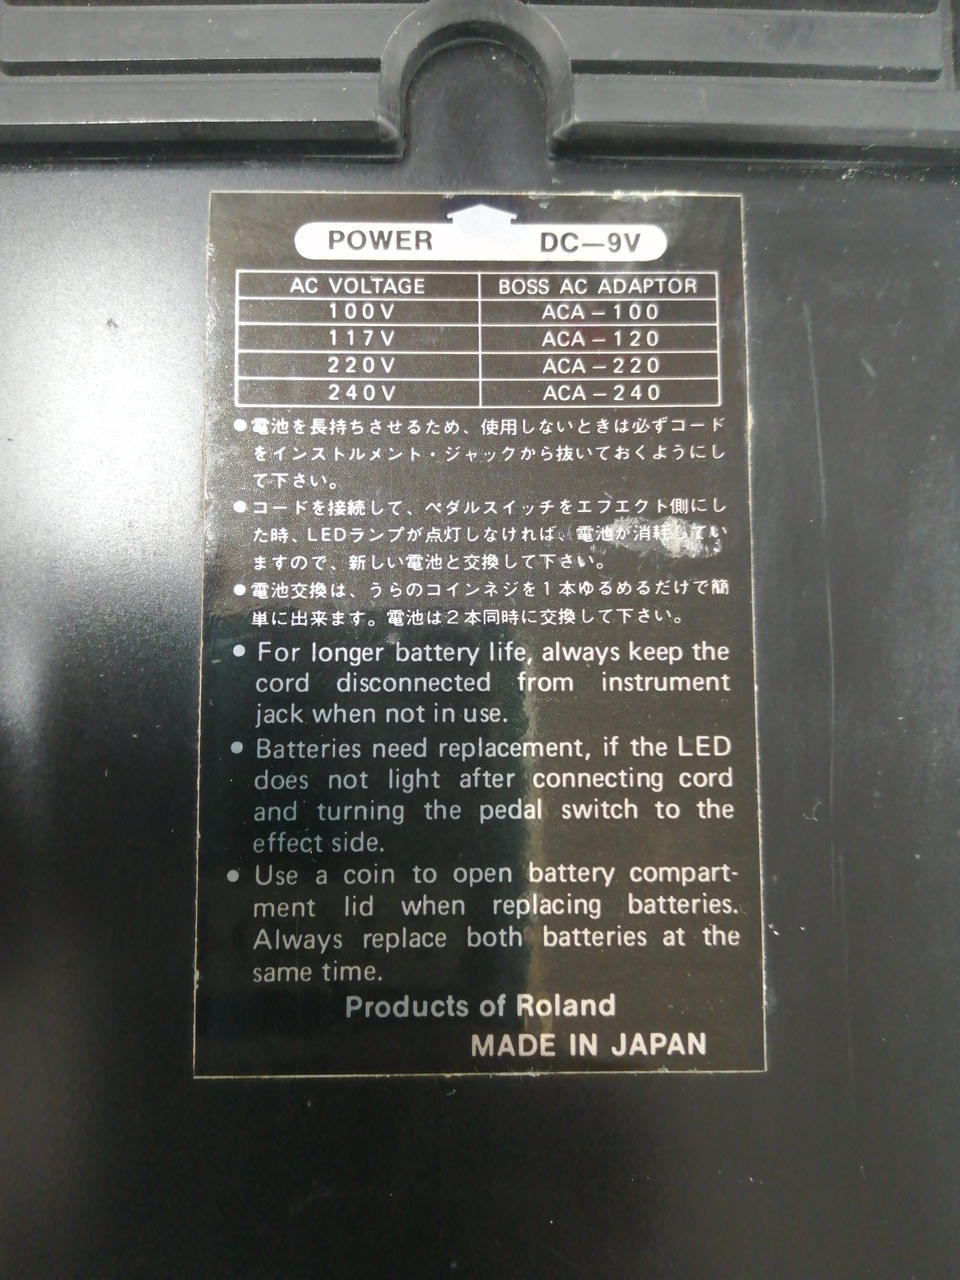 POWER DC—9V
AC VOLTAGE BOSS AC ADAPTOR
100V ACA–100
117V ACA–120
220V ACA–220
240V ACA–240
●電池を長持ちさせるため、使用しないときは必ずコード
をインストルメント・ジャックから抜いておくようにし
て下さい。
●コードを接続して、ペダルスイッチをエフェクト側にし
た時、LEDランプが点灯しなければ、電池が消耗してい
ますので、新しい電池と交換して下さい。
●電池交換は、うらのコインネジを1本ゆるめるだけで簡
単に出来ます。電池は2本同時に交換して下さい。
● For longer battery life, always keep the
cord disconnected from instrument
jack when not in use.
● Batteries need replacement, if the LED
does not light after connecting cord
and turning the pedal switch to the
effect side.
● Use a coin to open battery compart-
ment lid when replacing batteries.
Always replace both batteries at the
same time.
Products of Roland
MADE IN JAPAN